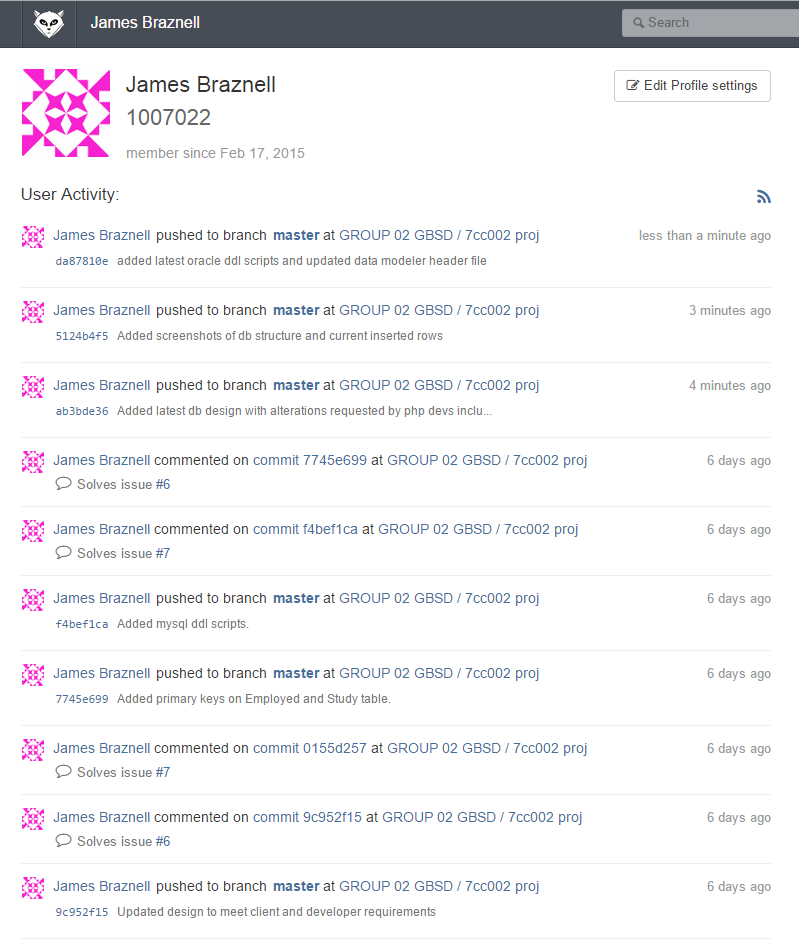 James Braznell
Search
James Braznell
Edit Profile settings
1007022
member since Feb 17, 2015
User Activity:
James Braznell pushed to branch master at GROUP 02 GBSD / 7cc002 proj less than a minute ago
da87810e added latest oracle ddl scripts and updated data modeler header file
James Braznell pushed to branch master at GROUP 02 GBSD / 7cc002 proj 3 minutes ago
5124b4f5 Added screenshots of db structure and current inserted rows
James Braznell pushed to branch master at GROUP 02 GBSD / 7cc002 proj 4 minutes ago
ab3bde36 Added latest db design with alterations requested by php devs inclu...
James Braznell commented on commit 7745e699 at GROUP 02 GBSD / 7cc002 proj 6 days ago
Solves issue #6
James Braznell commented on commit f4bef1ca at GROUP 02 GBSD / 7cc002 proj 6 days ago
Solves issue #7
James Braznell pushed to branch master at GROUP 02 GBSD / 7cc002 proj 6 days ago
f4bef1ca Added mysql ddl scripts.
James Braznell pushed to branch master at GROUP 02 GBSD / 7cc002 proj 6 days ago
7745e699 Added primary keys on Employed and Study table.
James Braznell commented on commit 0155d257 at GROUP 02 GBSD / 7cc002 proj 6 days ago
Solves issue #7
James Braznell commented on commit 9c952f15 at GROUP 02 GBSD / 7cc002 proj 6 days ago
Solves issue #6
James Braznell pushed to branch master at GROUP 02 GBSD / 7cc002 proj 6 days ago
9c952f15 Updated design to meet client and developer requirements